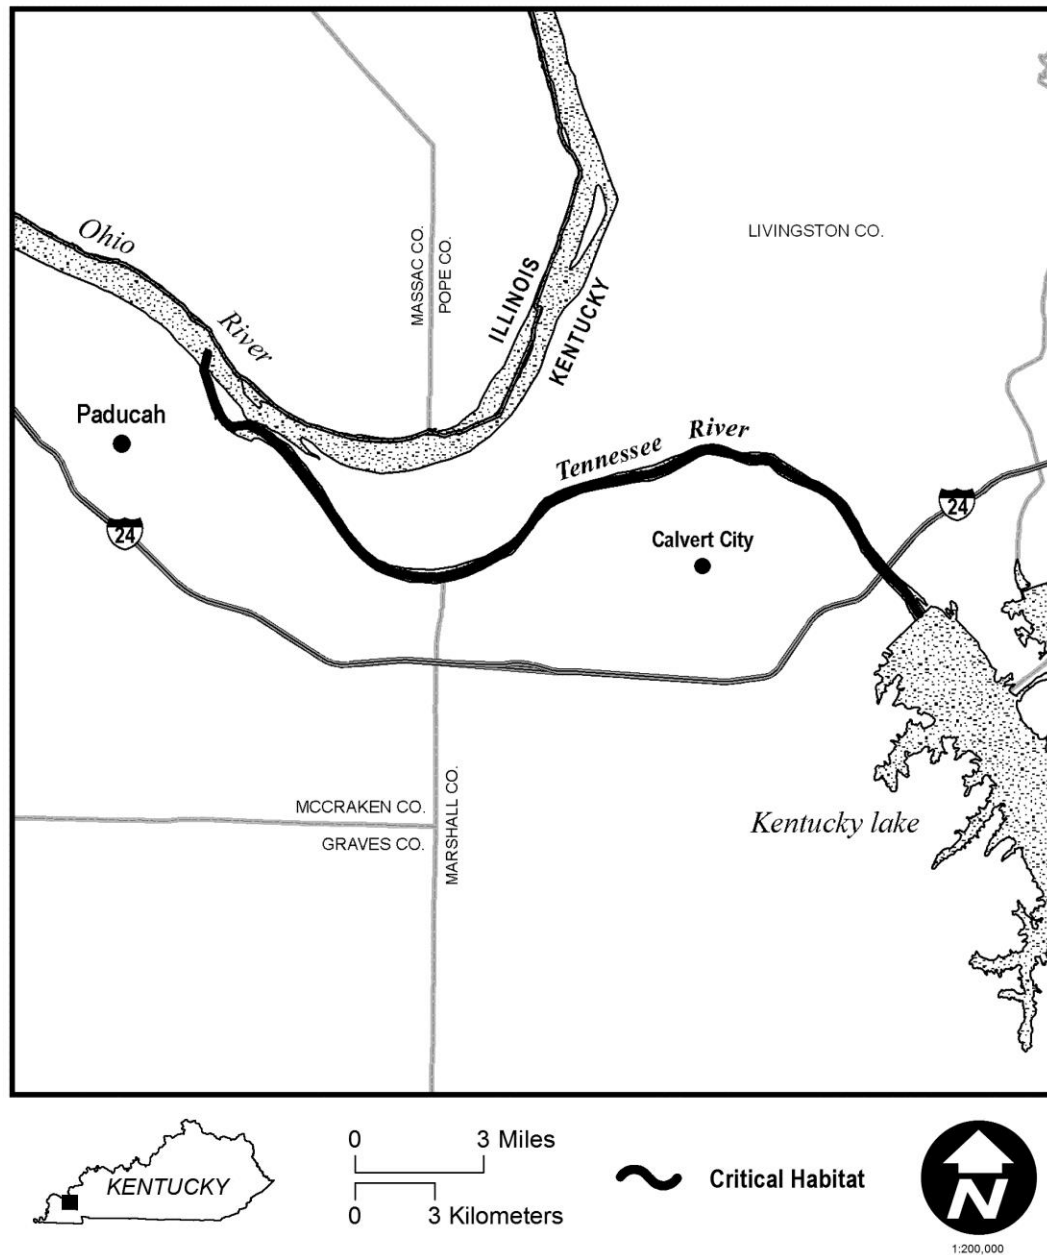 Ohio
River
MASSAC CO.
POPE CO.
ILLINOIS
KENTUCKY
LIVINGSTON CO.
Paducah
Tennessee River
24
24
Calvert City
MCCRAKEN CO.
GRAVES CO.
MARSHALL CO.
Kentucky lake
KENTUCKY
0 3 Miles
0 3 Kilometers
Critical Habitat
N
1:200,000